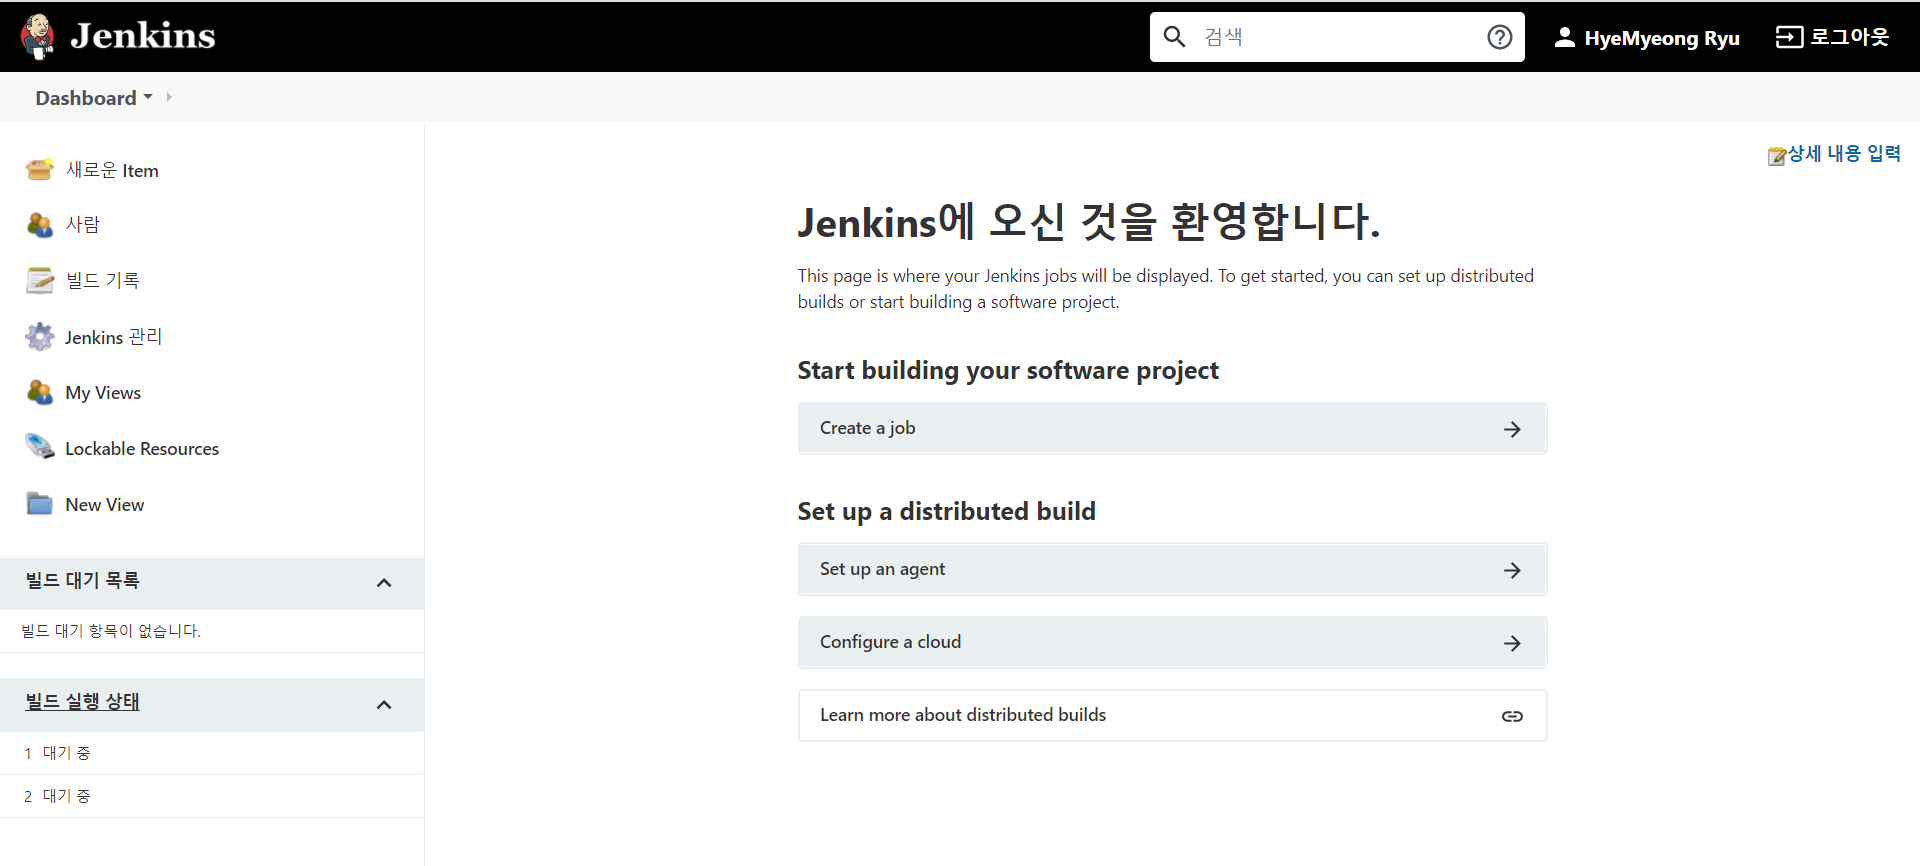 Jenkins
검색
HyeMyeong Ryu
로그아웃
Dashboard
새로운 Item
사람
빌드 기록
Jenkins 관리
My Views
Lockable Resources
New View
빌드 대기 목록
빌드 대기 항목이 없습니다.
빌드 실행 상태
1 대기 중
2 대기 중
상세 내용 입력
Jenkins에 오신 것을 환영합니다.
This page is where your Jenkins jobs will be displayed. To get started, you can set up distributed
builds or start building a software project.
Start building your software project
Create a job
Set up a distributed build
Set up an agent
Configure a cloud
Learn more about distributed builds